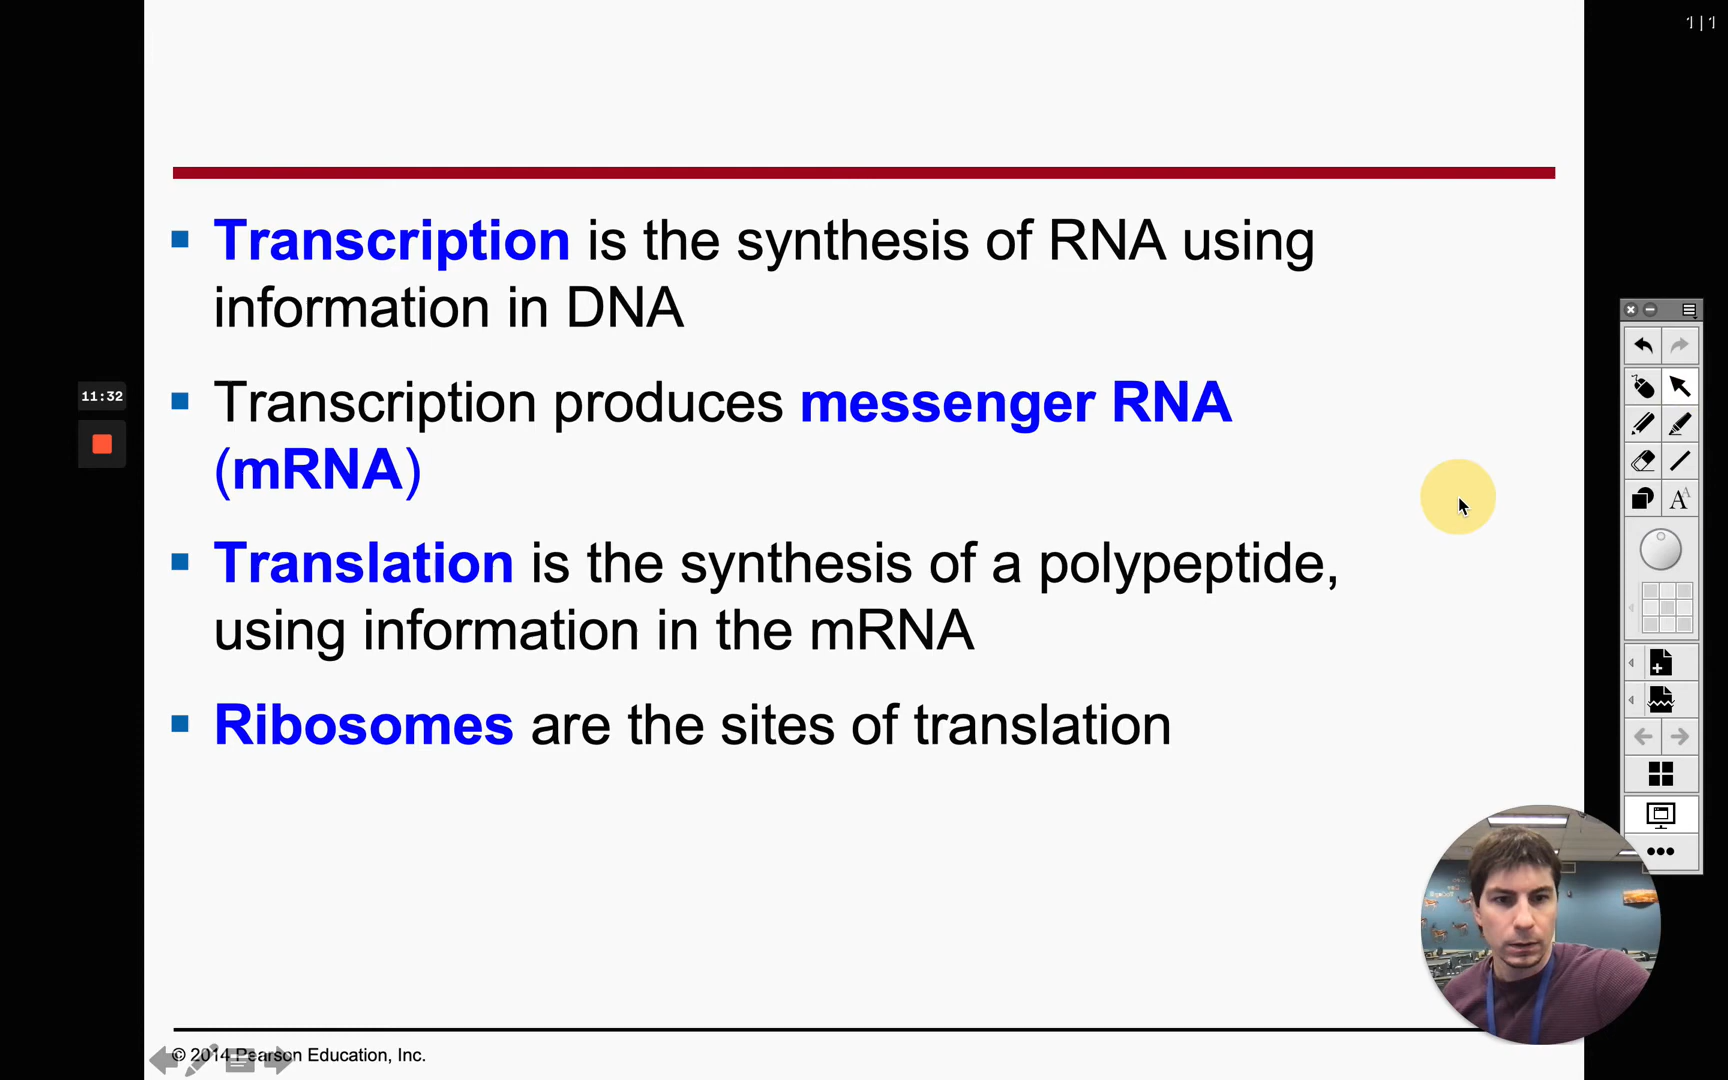 1 | 1
Transcription is the synthesis of RNA using
information in DNA
11:32
Transcription produces messenger RNA
(mRNA)
Translation is the synthesis of a polypeptide,
using information in the mRNA
Ribosomes are the sites of translation
© 2014 Pearson Education, Inc.